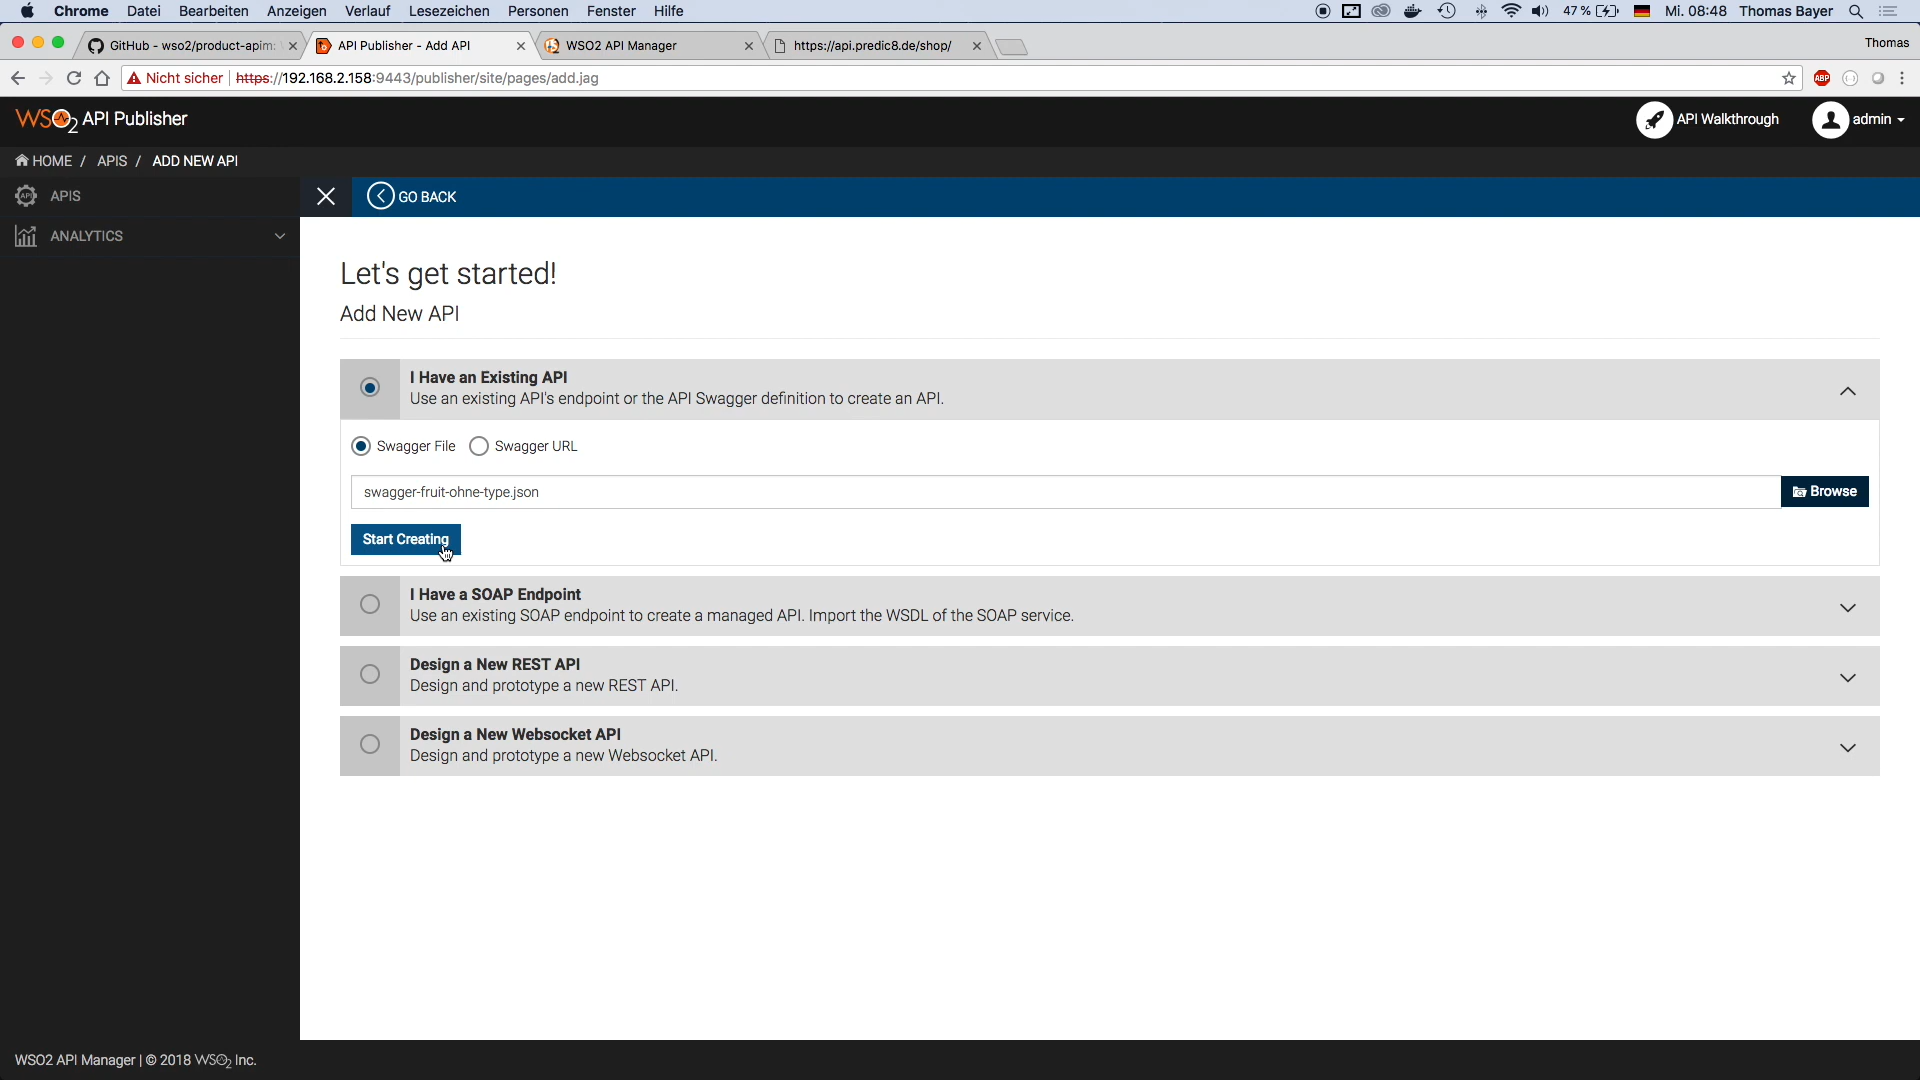 Chrome Datei Bearbeiten Anzeigen Verlauf Lesezeichen Personen Fenster Hilfe 47 % Mi. 08:48 Thomas Bayer
GitHub - wso2/product-apim: API Publisher - Add API WSO2 API Manager https://api.predic8.de/shop/ Thomas
Nicht sicher https://192.168.2.158:9443/publisher/site/pages/add.jag ABP
WSO2 API Publisher API Walkthrough admin
HOME / APIS / ADD NEW API
APIS
GO BACK
ANALYTICS
Let's get started!
Add New API
I Have an Existing API
Use an existing API's endpoint or the API Swagger definition to create an API.
Swagger File Swagger URL
swagger-fruit-ohne-type.json Browse
Start Creating
I Have a SOAP Endpoint
Use an existing SOAP endpoint to create a managed API. Import the WSDL of the SOAP service.
Design a New REST API
Design and prototype a new REST API.
Design a New Websocket API
Design and prototype a new Websocket API.
WSO2 API Manager | © 2018 WSO2 Inc.